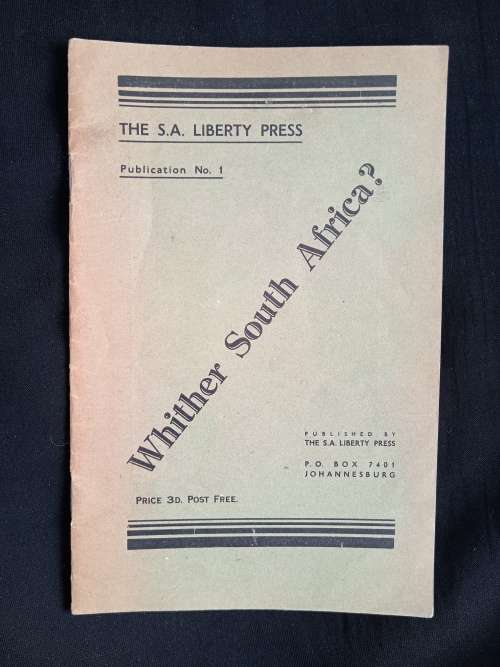 THE S.A. LIBERTY PRESS
Publication No. 1
Whither South Africa?
PUBLISHED BY
THE S.A. LIBERTY PRESS
P.O. BOX 7401
JOHANNESBURG
PRICE 3D. POST FREE.